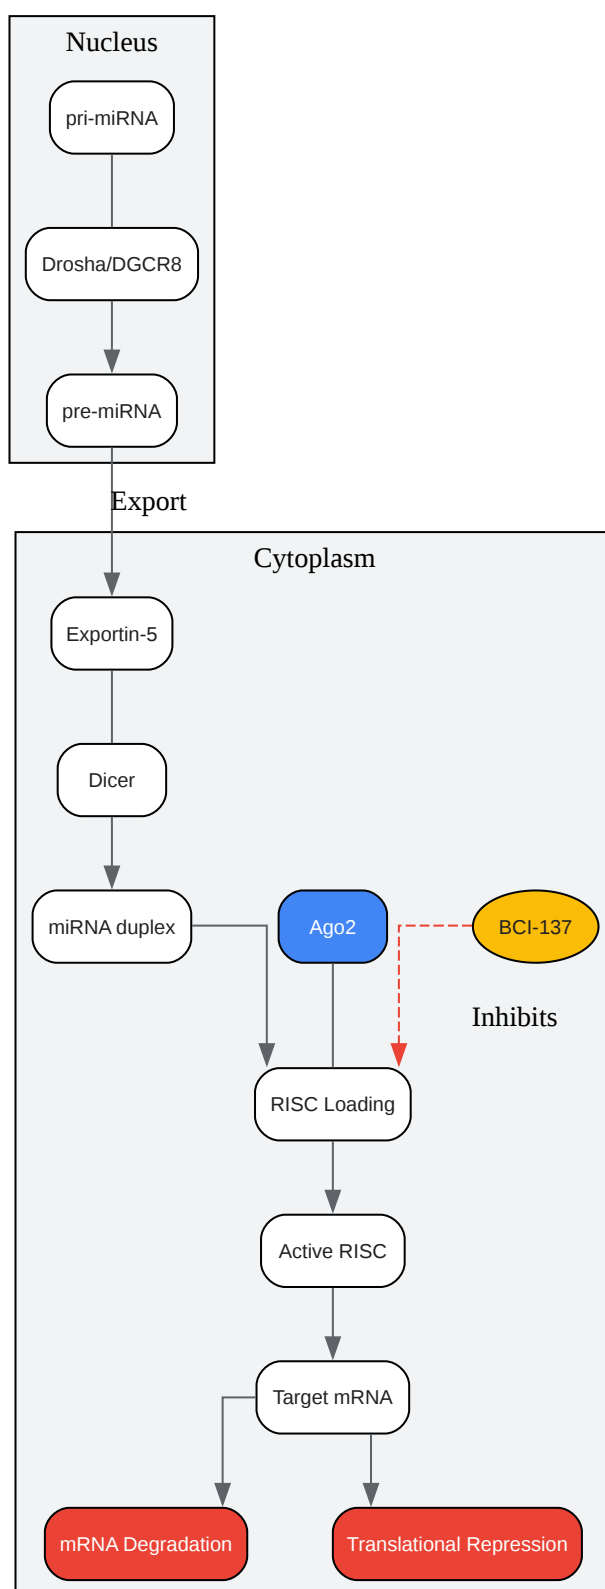 Nucleus
pri-miRNA
Drosha/DGCR8
pre-miRNA
Export
Cytoplasm
Exportin-5
Dicer
miRNA duplex
Ago2
BCI-137
Inhibits
RISC Loading
Active RISC
Target mRNA
mRNA Degradation
Translational Repression